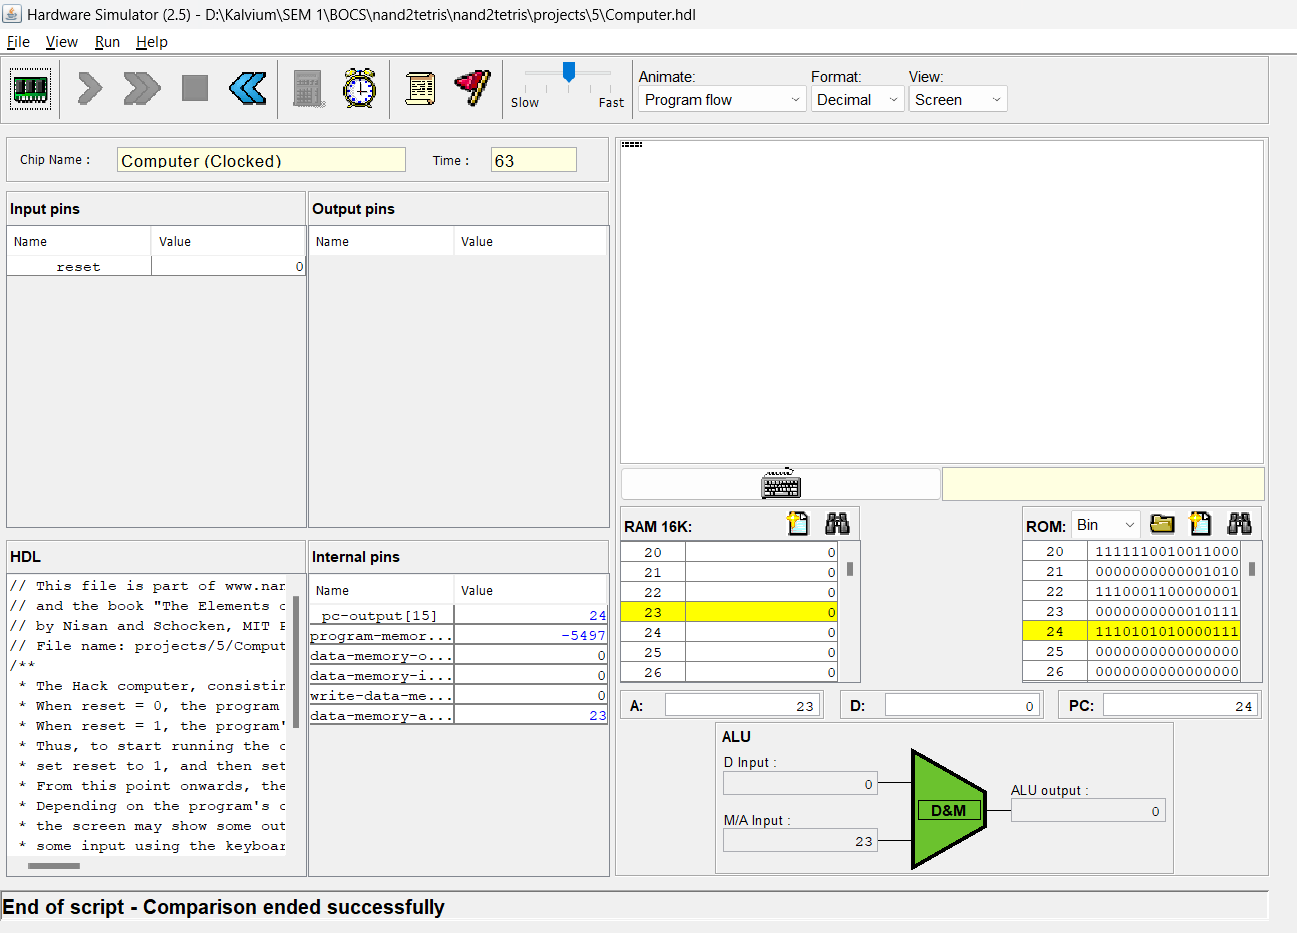 Hardware Simulator (2.5) - D:\Kalvium\SEM 1\BOCS\nand2tetris\nand2tetris\projects\5\Computer.hdl
File View Run Help
Slow Fast
Animate: Format: View:
Program flow Decimal Screen
Chip Name : Computer (Clocked) Time : 63
Input pins
Name Value
reset 0
Output pins
Name Value
HDL
// This file is part of www.nan
// and the book "The Elements o
// by Nisan and Schocken, MIT P
// File name: projects/5/Comput
/**
* The Hack computer, consistin
* When reset = 0, the program
* When reset = 1, the program'
* Thus, to start running the c
* set reset to 1, and then set
* From this point onwards, the
* Depending on the program's c
* the screen may show some out
* some input using the keyboar
Internal pins
Name Value
pc-output[15] 24
program-memor... -5497
data-memory-o... 0
data-memory-i... 0
write-data-me... 0
data-memory-a... 23
RAM 16K:
20 0
21 0
22 0
23 0
24 0
25 0
26 0
ROM: Bin
20 1111110010011000
21 0000000000001010
22 1110001100000001
23 0000000000010111
24 1110101010000111
25 0000000000000000
26 0000000000000000
A: 23 D: 0 PC: 24
ALU
D Input :
0
M/A Input :
23
D&M
ALU output :
0
End of script - Comparison ended successfully